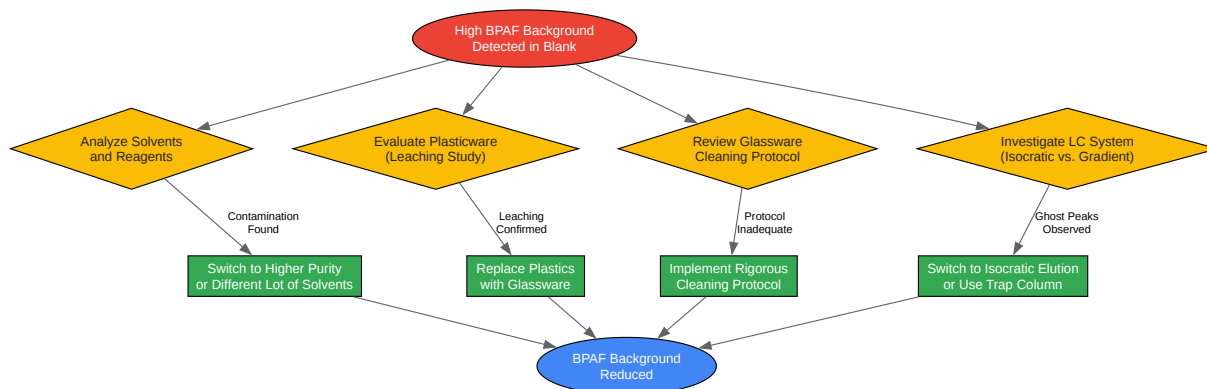 High BPAF Background
Detected in Blank
Analyze Solvents
and Reagents
Evaluate Plasticware
(Leaching Study)
Review Glassware
Cleaning Protocol
Investigate LC System
(Isocratic vs. Gradient)
Contamination
Found
Leaching
Confirmed
Protocol
Inadequate
Ghost Peaks
Observed
Switch to Higher Purity
or Different Lot of Solvents
Replace Plastics
with Glassware
Implement Rigorous
Cleaning Protocol
Switch to Isocratic Elution
or Use Trap Column
BPAF Background
Reduced